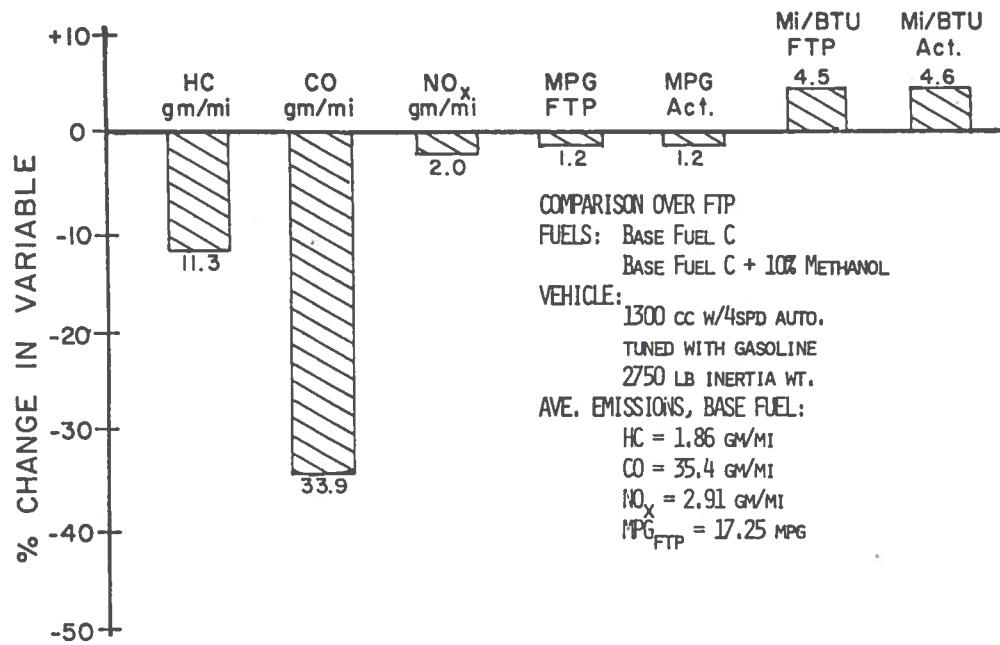 % CHANGE IN VARIABLE
+10
0
-10
-20
-30
-40
-50
HC
gm/mi
11.3
CO
gm/mi
33.9
NOx
gm/mi
2.0
MPG
FTP
1.2
MPG
Act.
1.2
Mi/BTU
FTP
4.5
Mi/BTU
Act.
4.6
COMPARISON OVER FTP
FUELS: BASE FUEL C
BASE FUEL C + 10% METHANOL
VEHICLE:
1300 CC W/4SPD AUTO.
TUNED WITH GASOLINE
2750 LB INERTIA WT.
AVE. EMISSIONS, BASE FUEL:
HC = 1.86 GM/MI
CO = 35.4 GM/MI
NOX = 2.91 GM/MI
MPGFTP = 17.25 MPG